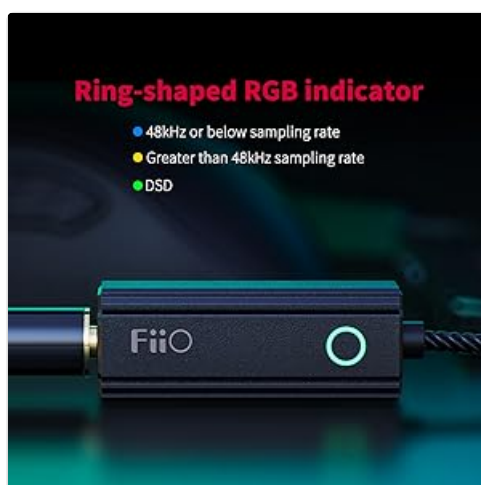 Ring-shaped RGB indicator
48kHz or below sampling rate
Greater than 48kHz sampling rate
DSD
FiiO